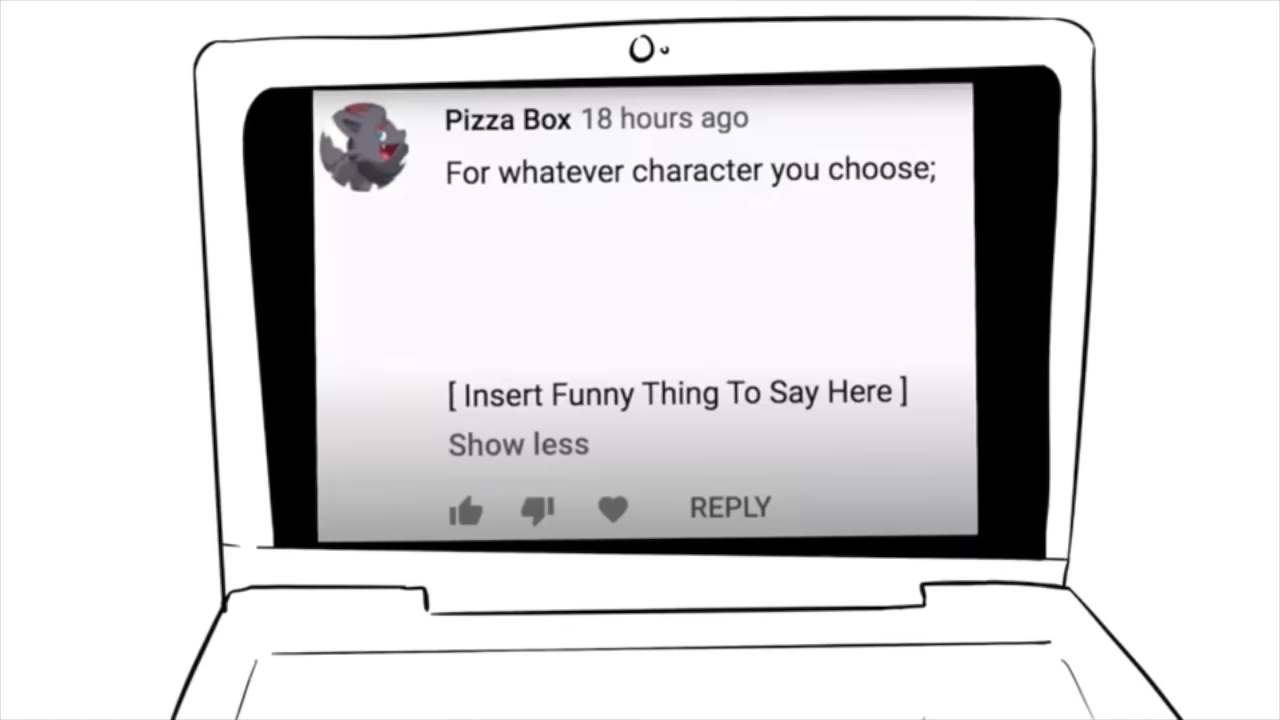 Pizza Box 18 hours ago
For whatever character you choose;
[ Insert Funny Thing To Say Here ]
Show less
REPLY